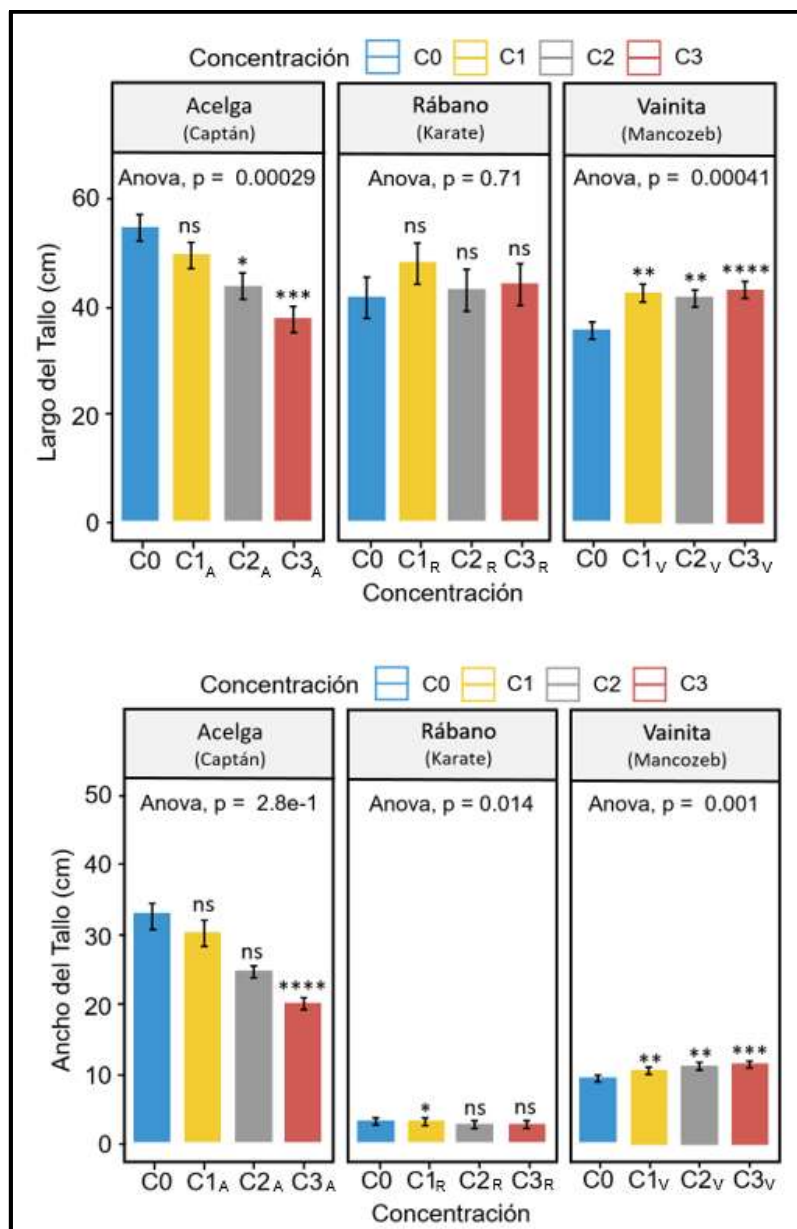 Concentración C0 C1 C2 C3
Acelga Rábano Vainita
(Captán) (Karate) (Mancozeb)
Anova, p = 0.00029 Anova, p = 0.71 Anova, p = 0.00041
Largo del Tallo (cm)
60
40
20
0
ns * ***
ns ns ns
** ** ****
C0 C1A C2A C3A C0 C1R C2R C3R C0 C1V C2V C3V
Concentración
Concentración C0 C1 C2 C3
Acelga Rábano Vainita
(Captán) (Karate) (Mancozeb)
Anova, p = 2.8e-1 Anova, p = 0.014 Anova, p = 0.001
Ancho del Tallo (cm)
50
40
30
20
10
0
ns ns ****
* ns ns
** ** ***
C0 C1A C2A C3A C0 C1R C2R C3R C0 C1V C2V C3V
Concentración